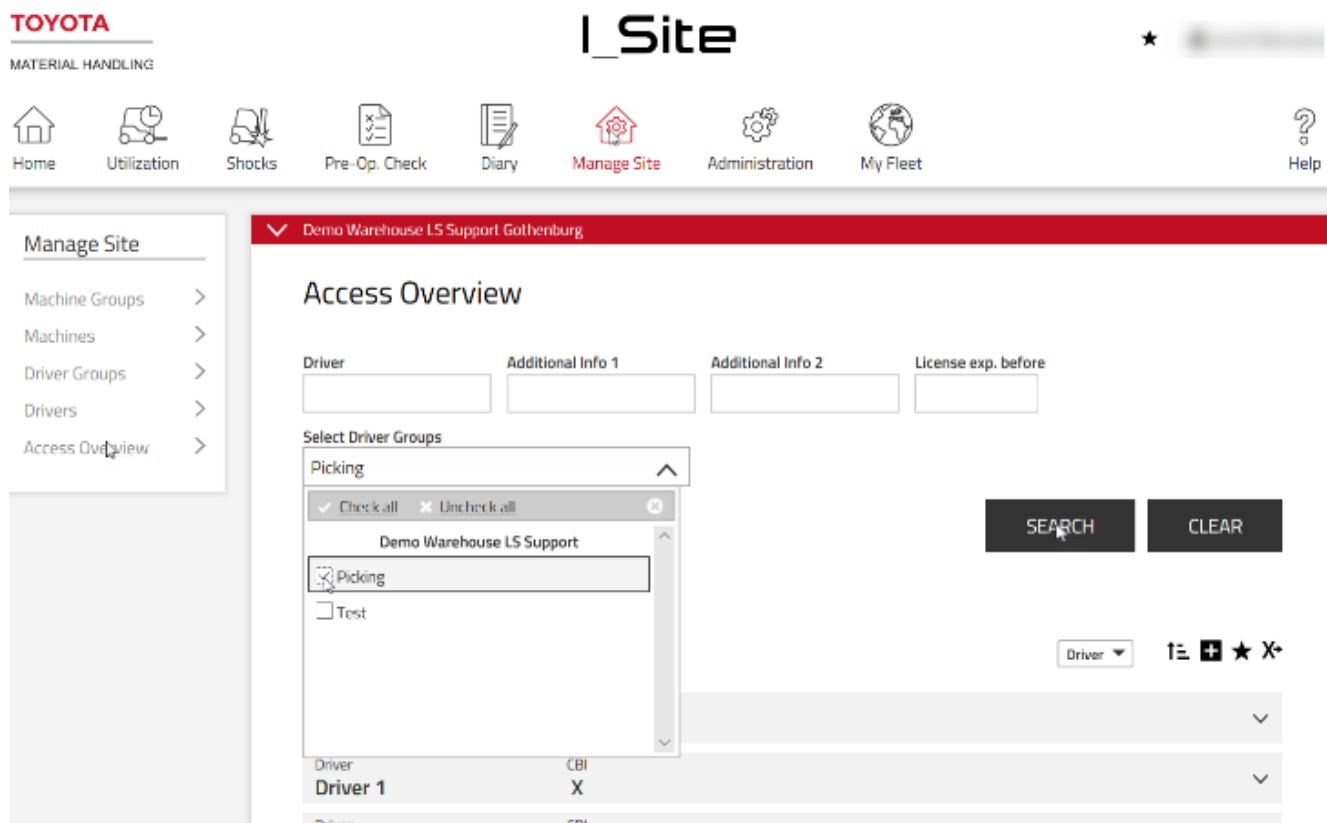 TOYOTA
MATERIAL HANDLING
I_Site
Home
Utilization
Shocks
Pre-Op. Check
Diary
Manage Site
Administration
My Fleet
Help
Manage Site
Machine Groups
Machines
Driver Groups
Drivers
Access Overview
Demo Warehouse LS Support Gothenburg
Access Overview
Driver
Additional Info 1
Additional Info 2
License exp. before
Select Driver Groups
Picking
Check all
Uncheck all
Demo Warehouse LS Support
Picking
Test
SEARCH
CLEAR
Driver
Driver CBI
Driver 1 X